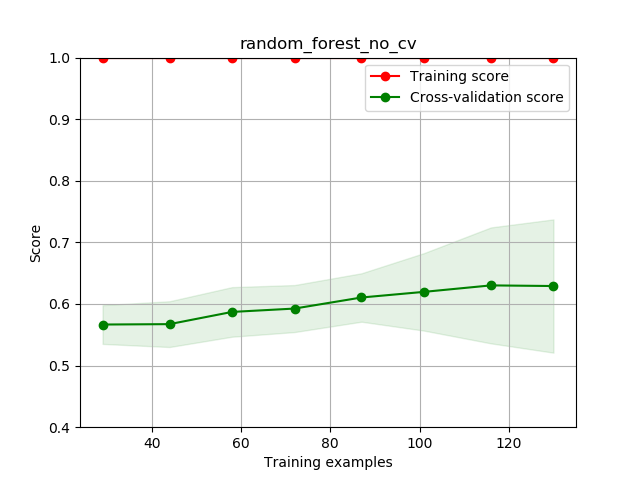 random_forest_no_cv
1.0
0.9
0.8
0.7
0.6
0.5
0.4
Score
Training score
Cross-validation score
40 60 80 100 120
Training examples